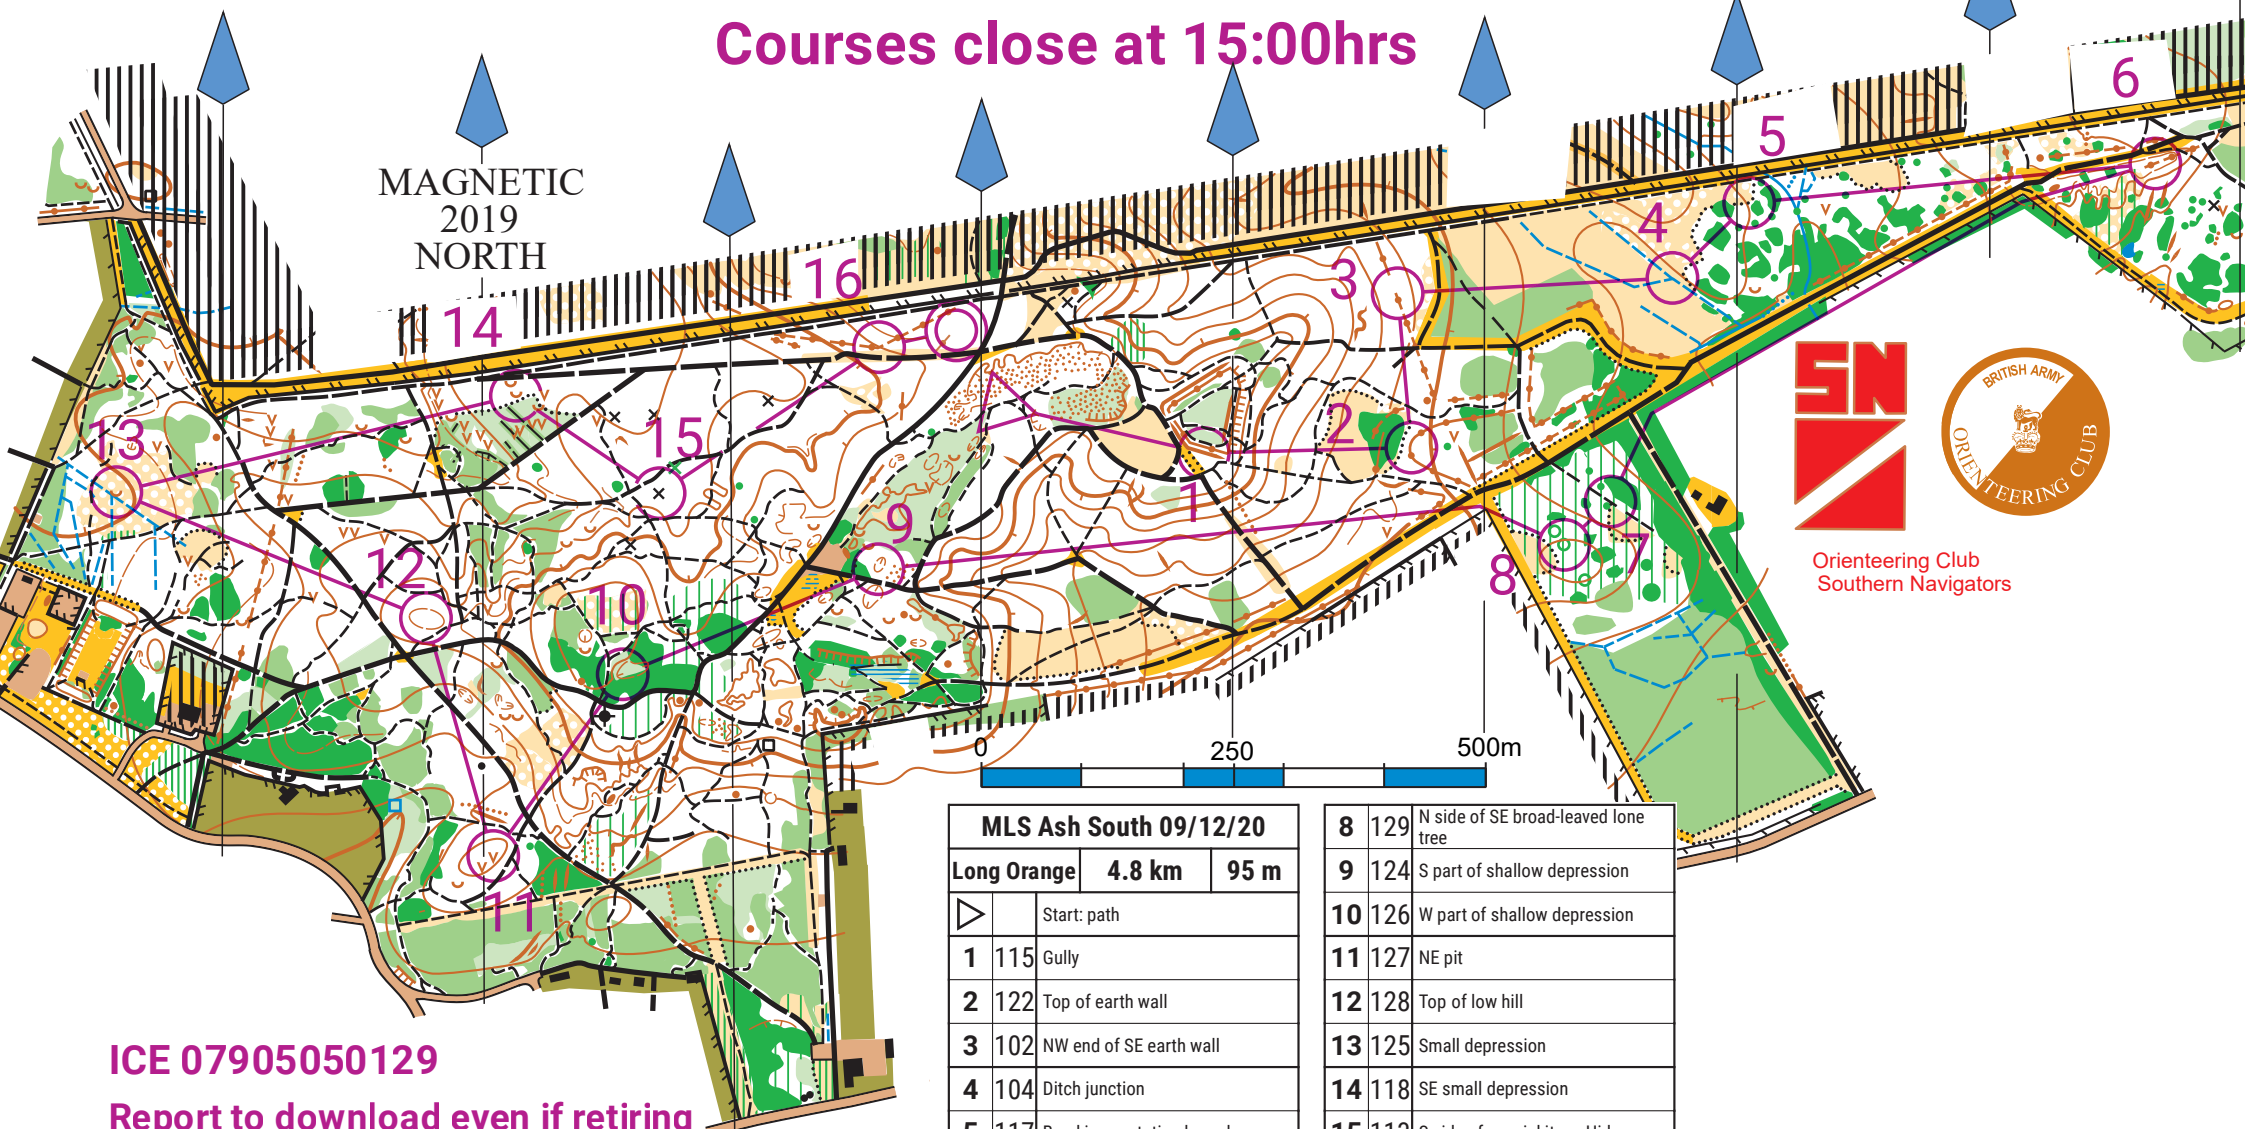 Courses close at 15:00hrs
MAGNETIC
2019
NORTH
1
2
3
4
5
6
7
8
9
10
11
12
13
14
15
16
BRITISH ARMY
ORIENTEERING CLUB
SN
Orienteering Club
Southern Navigators
0 250 500m
MLS Ash South 09/12/20
Long Orange 4.8 km 95 m
Start: path
1 115 Gully
2 122 Top of earth wall
3 102 NW end of SE earth wall
4 104 Ditch junction
8 129 N side of SE broad-leaved lone
tree
9 124 S part of shallow depression
10 126 W part of shallow depression
11 127 NE pit
12 128 Top of low hill
13 125 Small depression
14 118 SE small depression
ICE 07905050129
Report to download even if retiring